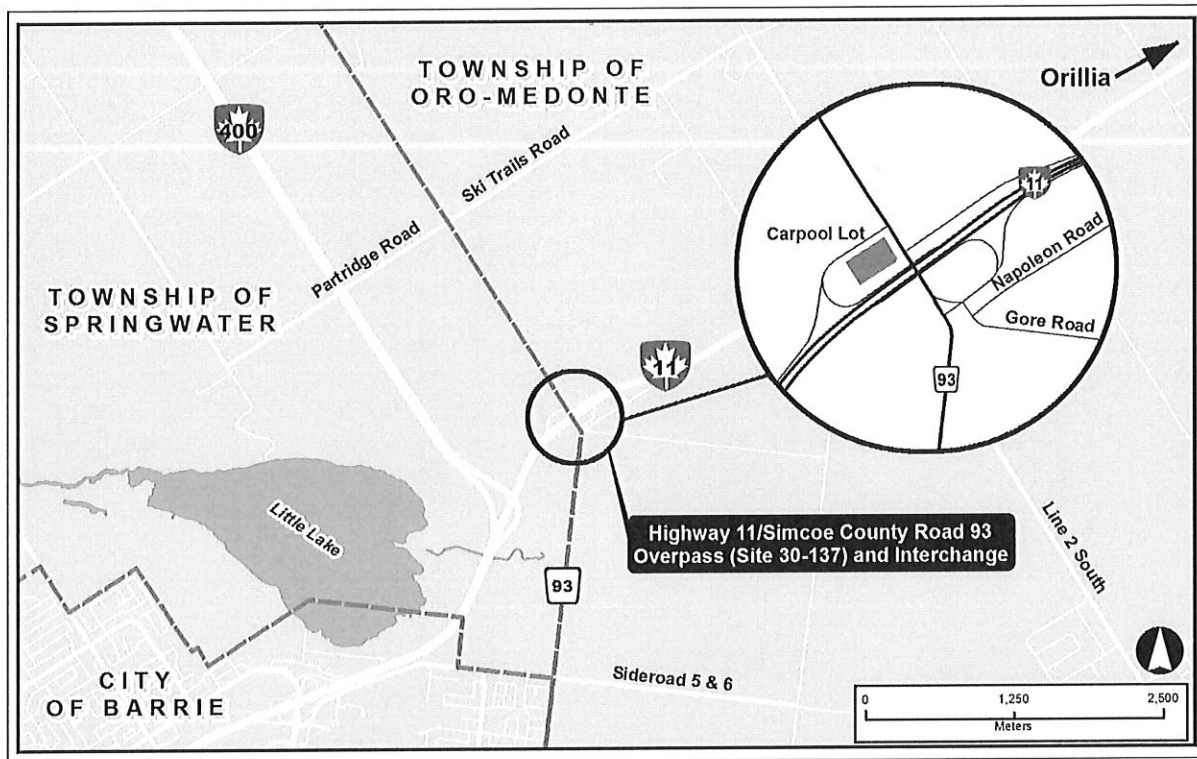 TOWNSHIP OF
ORO-MEDONTE
Orillia
400
Ski Trails Road
11
Carpool Lot
Partridge Road
Napoleon Road
TOWNSHIP OF
SPRINGWATER
Gore Road
11
93
Little Lake
Highway 11/Simcoe County Road 93
Overpass (Site 30-137) and Interchange
Line 2 South
93
Sideroad 5 & 6
CITY
OF BARRIE
0 1,250 2,500
Meters